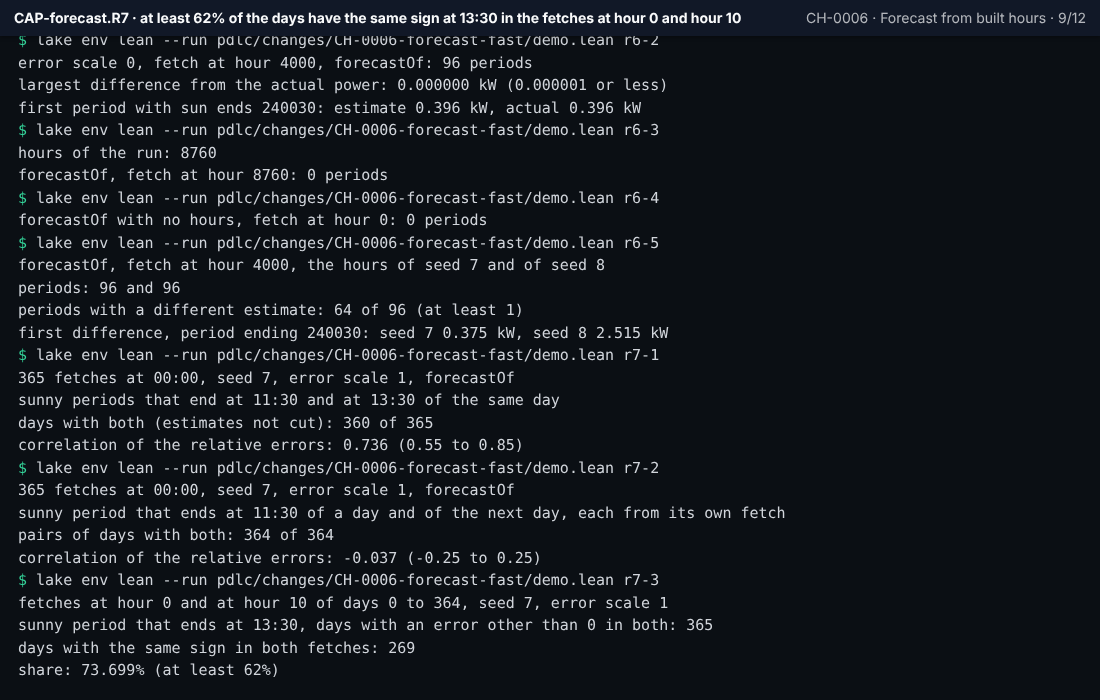 CAP-forecast.R7 · at least 62% of the days have the same sign at 13:30 in the fetches at hour 0 and hour 10
CH-0006 · Forecast from built hours · 9/12
$ lake env lean --run pdlc/changes/CH-0006-forecast-fast/demo.lean r6-2
error scale 0, fetch at hour 4000, forecastOf: 96 periods
largest difference from the actual power: 0.000000 kW (0.000001 or less)
first period with sun ends 240030: estimate 0.396 kW, actual 0.396 kW
$ lake env lean --run pdlc/changes/CH-0006-forecast-fast/demo.lean r6-3
hours of the run: 8760
forecastOf, fetch at hour 8760: 0 periods
$ lake env lean --run pdlc/changes/CH-0006-forecast-fast/demo.lean r6-4
forecastOf with no hours, fetch at hour 0: 0 periods
$ lake env lean --run pdlc/changes/CH-0006-forecast-fast/demo.lean r6-5
forecastOf, fetch at hour 4000, the hours of seed 7 and of seed 8
periods: 96 and 96
periods with a different estimate: 64 of 96 (at least 1)
first difference, period ending 240030: seed 7 0.375 kW, seed 8 2.515 kW
$ lake env lean --run pdlc/changes/CH-0006-forecast-fast/demo.lean r7-1
365 fetches at 00:00, seed 7, error scale 1, forecastOf
sunny periods that end at 11:30 and at 13:30 of the same day
days with both (estimates not cut): 360 of 365
correlation of the relative errors: 0.736 (0.55 to 0.85)
$ lake env lean --run pdlc/changes/CH-0006-forecast-fast/demo.lean r7-2
365 fetches at 00:00, seed 7, error scale 1, forecastOf
sunny period that ends at 11:30 of a day and of the next day, each from its own fetch
pairs of days with both: 364 of 364
correlation of the relative errors: -0.037 (-0.25 to 0.25)
$ lake env lean --run pdlc/changes/CH-0006-forecast-fast/demo.lean r7-3
fetches at hour 0 and at hour 10 of days 0 to 364, seed 7, error scale 1
sunny period that ends at 13:30, days with an error other than 0 in both: 365
days with the same sign in both fetches: 269
share: 73.699% (at least 62%)